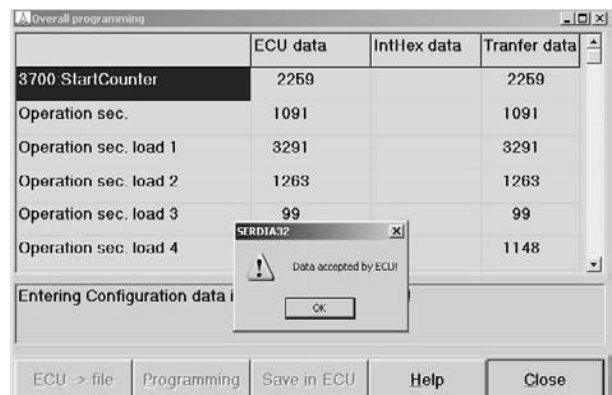 Overall programming
ECU data IntHex data Tranfer data
3700 StartCounter 2259 2259
Operation sec. 1091 1091
Operation sec. load 1 3291 3291
Operation sec. load 2 1263 1263
Operation sec. load 3 99 99
Operation sec. load 4 1148
SERDIA32
Data accepted by ECU!
OK
Entering Configuration data i
ECU -> file Programming Save in ECU Help Close